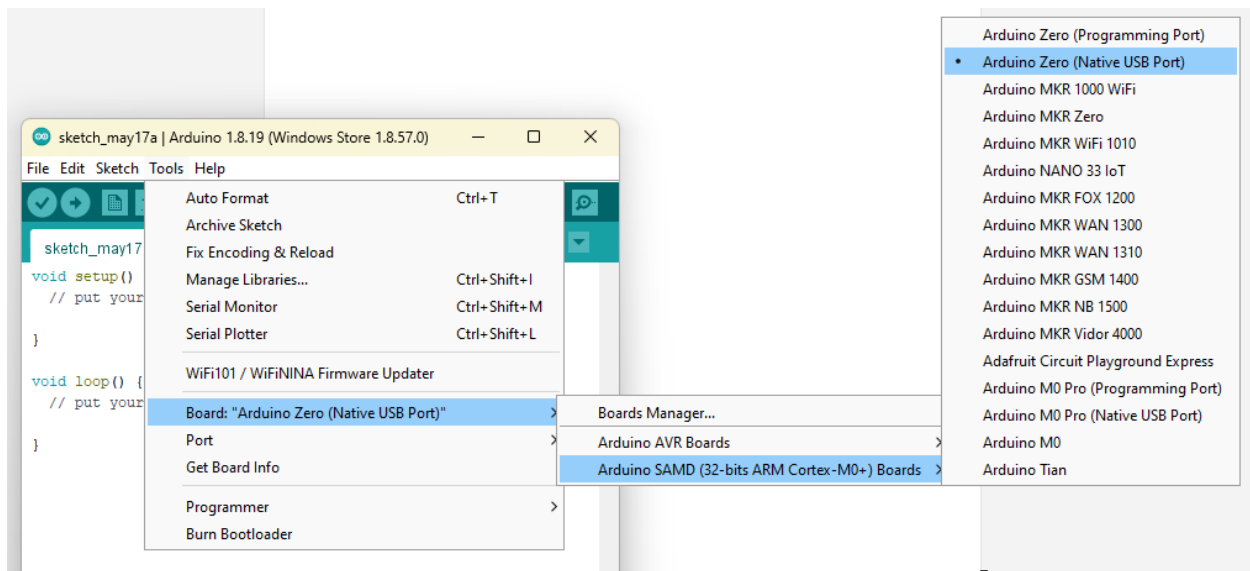 sketch_may17a | Arduino 1.8.19 (Windows Store 1.8.57.0)
File Edit Sketch Tools Help
sketch_may17
void setup()
// put your
}
void loop() {
// put your
}
Auto Format Ctrl+T
Archive Sketch
Fix Encoding & Reload
Manage Libraries... Ctrl+Shift+I
Serial Monitor Ctrl+Shift+M
Serial Plotter Ctrl+Shift+L
WiFi101 / WiFiNINA Firmware Updater
Board: "Arduino Zero (Native USB Port)"
Port
Get Board Info
Programmer
Burn Bootloader
Boards Manager...
Arduino AVR Boards
Arduino SAMD (32-bits ARM Cortex-M0+) Boards
Arduino Zero (Programming Port)
Arduino Zero (Native USB Port)
Arduino MKR 1000 WiFi
Arduino MKR Zero
Arduino MKR WiFi 1010
Arduino NANO 33 IoT
Arduino MKR FOX 1200
Arduino MKR WAN 1300
Arduino MKR WAN 1310
Arduino MKR GSM 1400
Arduino MKR NB 1500
Arduino MKR Vidor 4000
Adafruit Circuit Playground Express
Arduino M0 Pro (Programming Port)
Arduino M0 Pro (Native USB Port)
Arduino M0
Arduino Tian